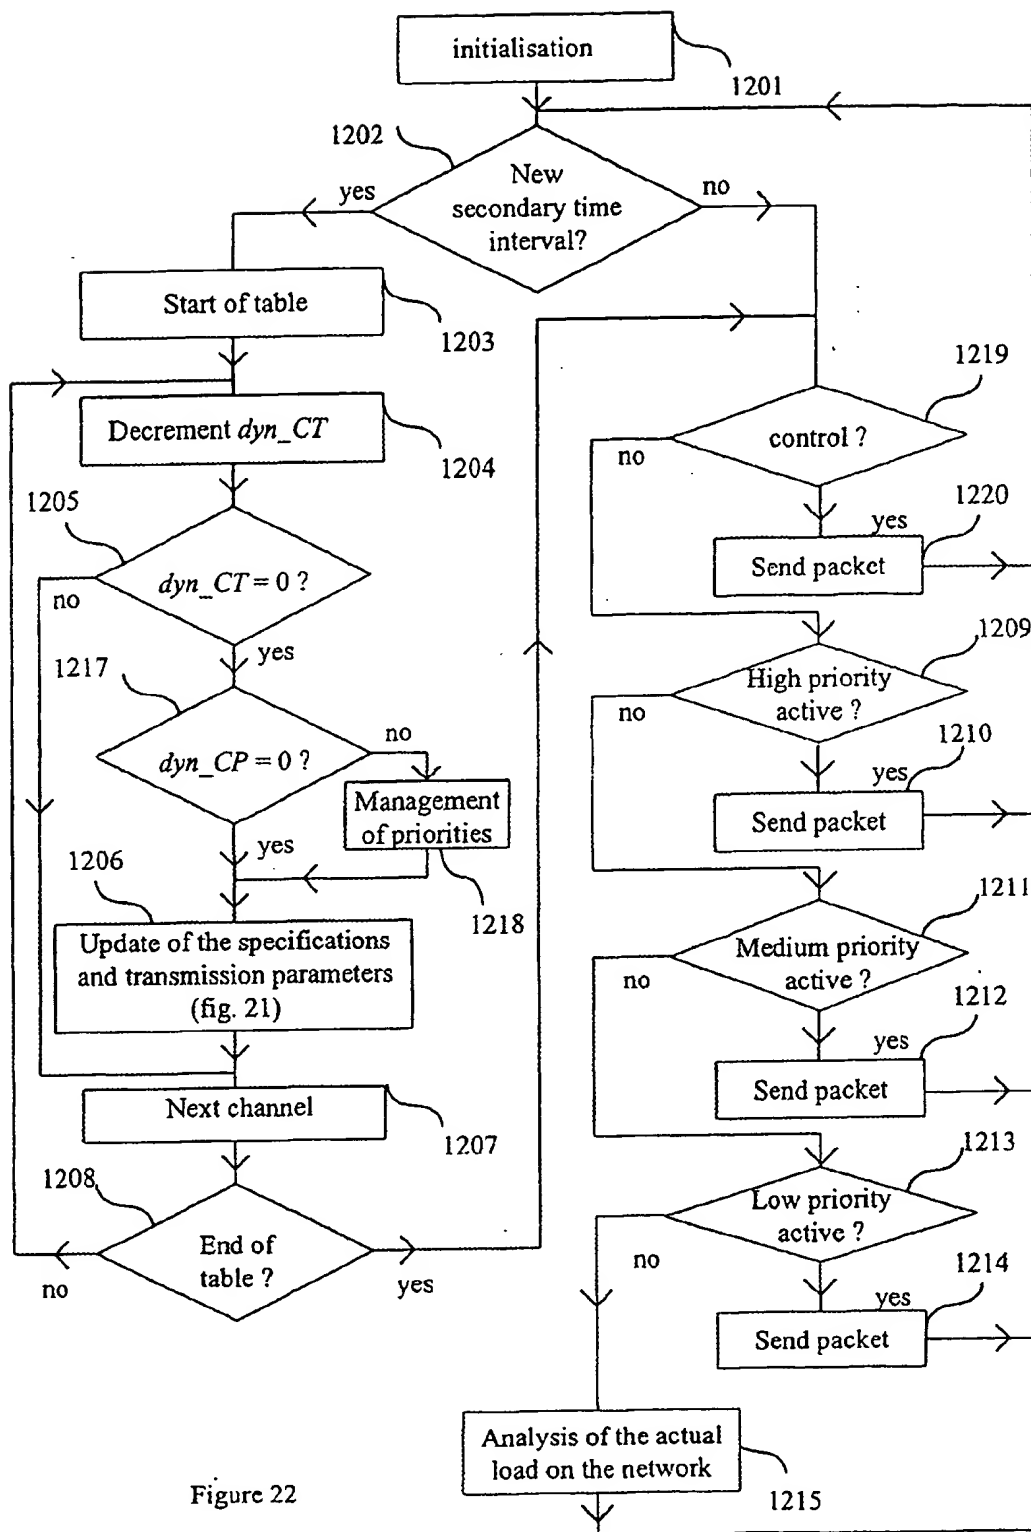 initialisation
1201
1202
New
secondary time
interval?
yes
no
Start of table
1203
Decrement dyn_CT
1204
1205
dyn_CT = 0 ?
no
yes
1217
dyn_CP = 0 ?
no
yes
Management
of priorities
1218
1206
Update of the specifications
and transmission parameters
(fig. 21)
Next channel
1207
1208
End of
table ?
no
yes
1219
control ?
no
yes
1220
Send packet
1209
High priority
active ?
no
yes
1210
Send packet
1211
Medium priority
active ?
no
yes
1212
Send packet
1213
Low priority
active ?
no
yes
1214
Send packet
Analysis of the actual
load on the network
1215
Figure 22